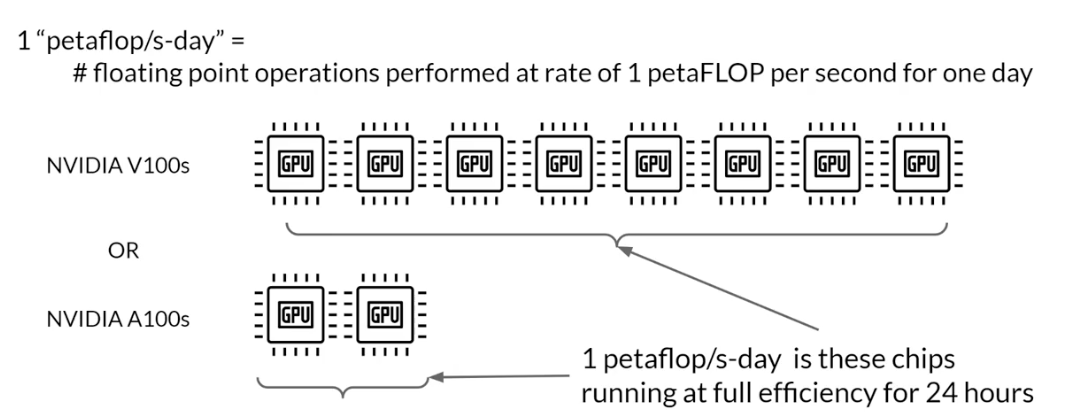 1 “petaflop/s-day” =
# floating point operations performed at rate of 1 petaFLOP per second for one day
NVIDIA V100s
GPU GPU GPU GPU GPU GPU GPU GPU
OR
NVIDIA A100s
GPU GPU
1 petaflop/s-day is these chips
running at full efficiency for 24 hours